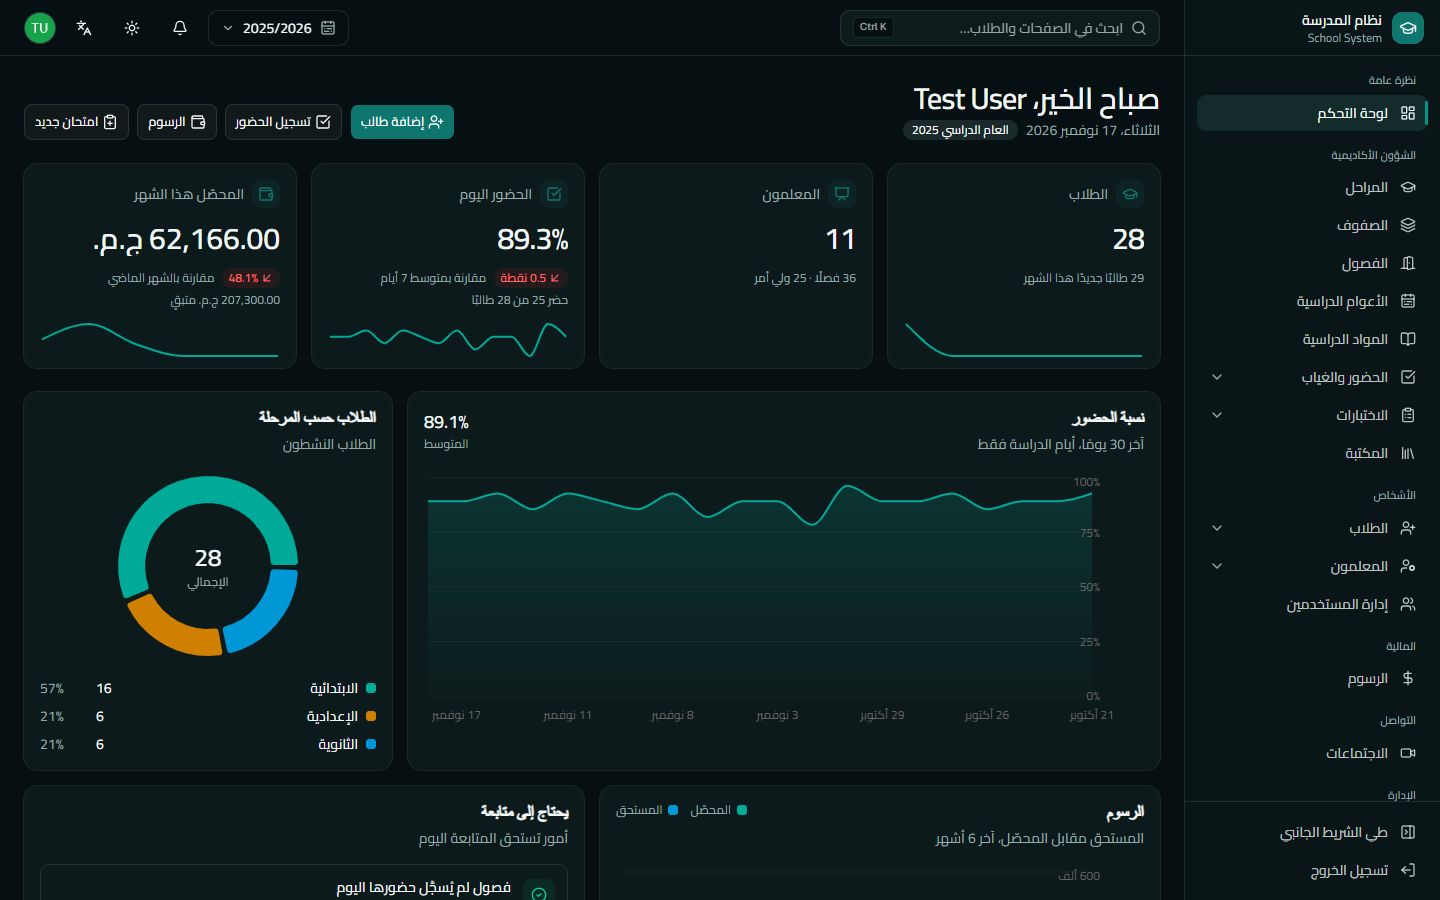 نظام المدرسة
School System
ابحث في الصفحات والطلاب...
Ctrl K
2025/2026
TU
نظرة عامة
لوحة التحكم
الشؤون الأكاديمية
المراحل
الصفوف
الفصول
الأعوام الدراسية
المواد الدراسية
الحضور والغياب
الاختبارات
المكتبة
الأشخاص
الطلاب
المعلمون
إدارة المستخدمين
المالية
الرسوم
التواصل
الاجتماعات
الإدارة
طي الشريط الجانبي
تسجيل الخروج
صباح الخير، Test User
الثلاثاء، 17 نوفمبر 2026
العام الدراسي 2025
إضافة طالب
تسجيل الحضور
الرسوم
امتحان جديد
الطلاب
28
29 طالبًا جديدًا هذا الشهر
المعلمون
11
36 فصلًا · 25 ولي أمر
الحضور اليوم
89.3%
0.5 نقطة مقارنة بمتوسط 7 أيام
حضر 25 من 28 طالبًا
المحصّل هذا الشهر
62,166.00 ج.م.
48.1% مقارنة بالشهر الماضي
207,300.00 ج.م. متبقٍ
نسبة الحضور
آخر 30 يومًا، أيام الدراسة فقط
89.1%
المتوسط
100%
75%
50%
25%
0%
21 أكتوبر
26 أكتوبر
29 أكتوبر
3 نوفمبر
8 نوفمبر
11 نوفمبر
17 نوفمبر
الطلاب حسب المرحلة
الطلاب النشطون
28
الإجمالي
الابتدائية 16 57%
الإعدادية 6 21%
الثانوية 6 21%
الرسوم
المستحق مقابل المحصّل، آخر 6 أشهر
المحصّل
المستحق
600 ألف
يحتاج إلى متابعة
أمور تستحق المتابعة اليوم
فصول لم يُسجَّل حضورها اليوم